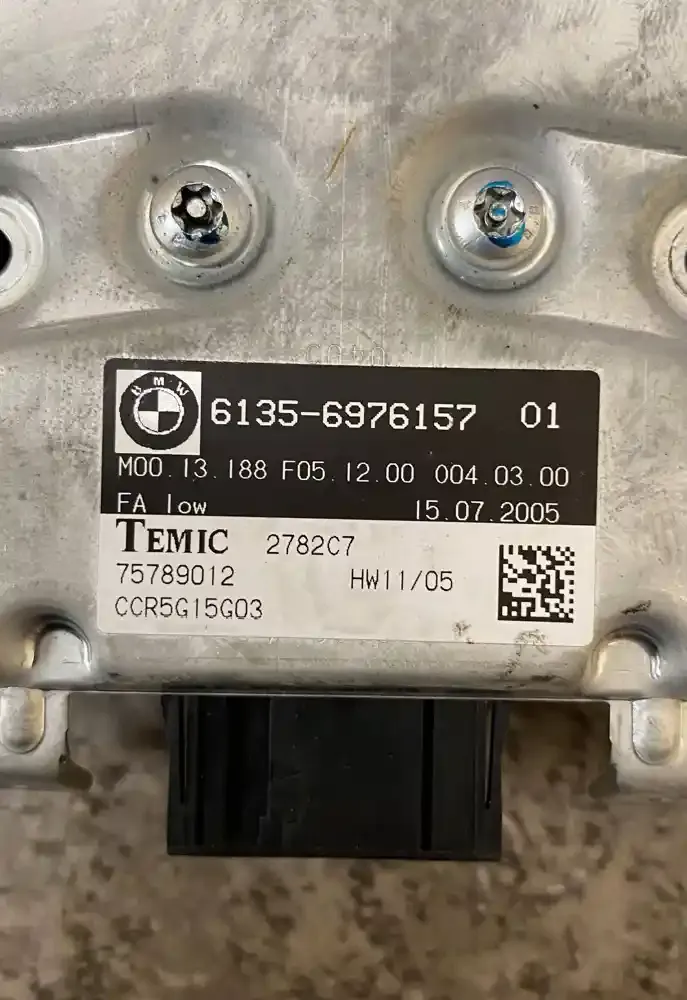 BMW
6135-6976157 01
M00.13.188 F05.12.00 004.03.00
FA low 15.07.2005
TEMIC 2782C7
75789012 HW11/05
CCR5G15G03